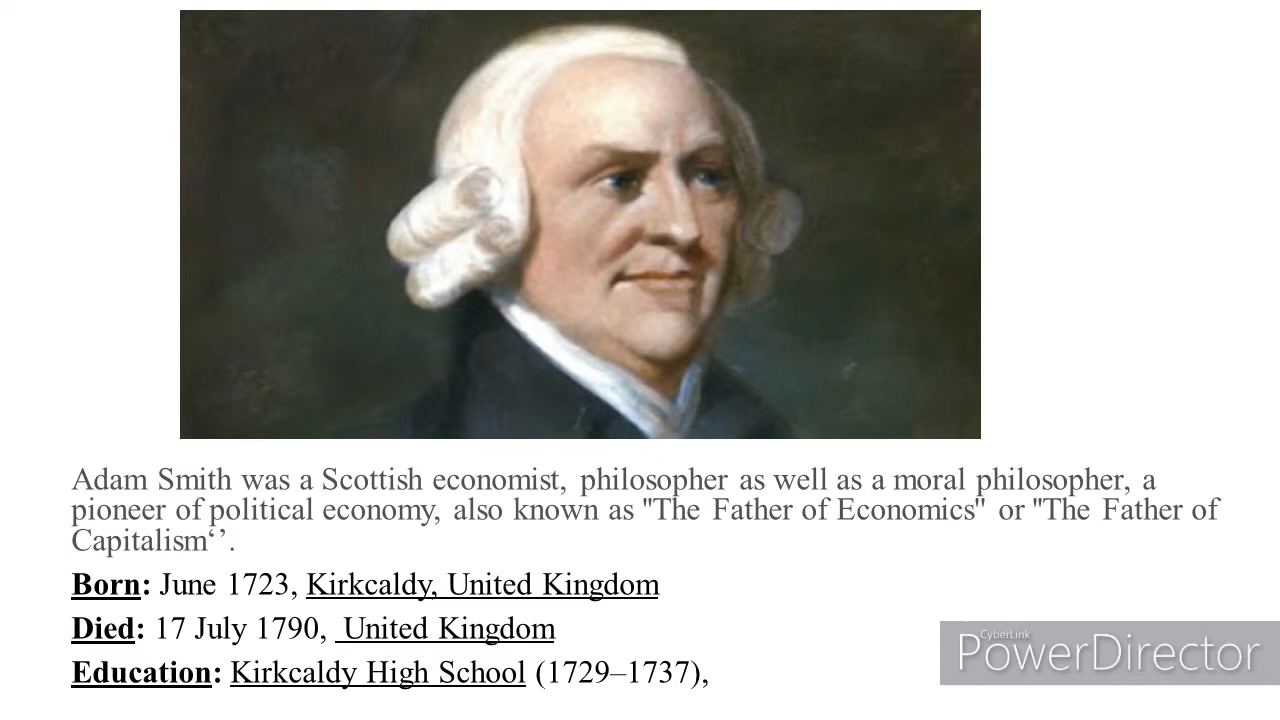 Adam Smith was a Scottish economist, philosopher as well as a moral philosopher, a
pioneer of political economy, also known as "The Father of Economics" or "The Father of
Capitalism‘’.
Born: June 1723, Kirkcaldy, United Kingdom
Died: 17 July 1790, United Kingdom
Education: Kirkcaldy High School (1729–1737),
CyberLink
PowerDirector